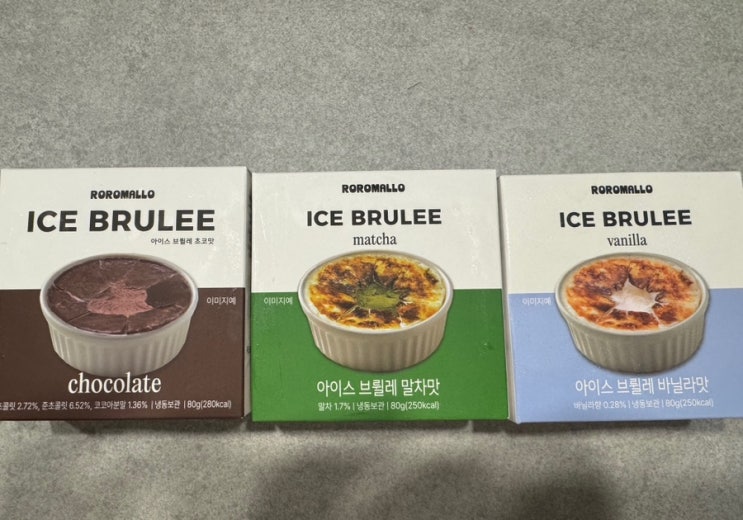 ROROMALLO
ICE BRULEE
아이스 브륄레 초코맛
이미지예
chocolate
2.72%, 준초콜릿 6.52%, 코코아분말 1.36% | 냉동보관 | 80g(280kcal)
ROROMALLO
ICE BRULEE
matcha
이미지예
아이스 브륄레 말차맛
말차 1.7% | 냉동보관 | 80g(250kcal)
ROROMALLO
ICE BRULEE
vanilla
이미지예
아이스 브륄레 바닐라맛
바닐라향 0.28% | 냉동보관 | 80g(250kcal)